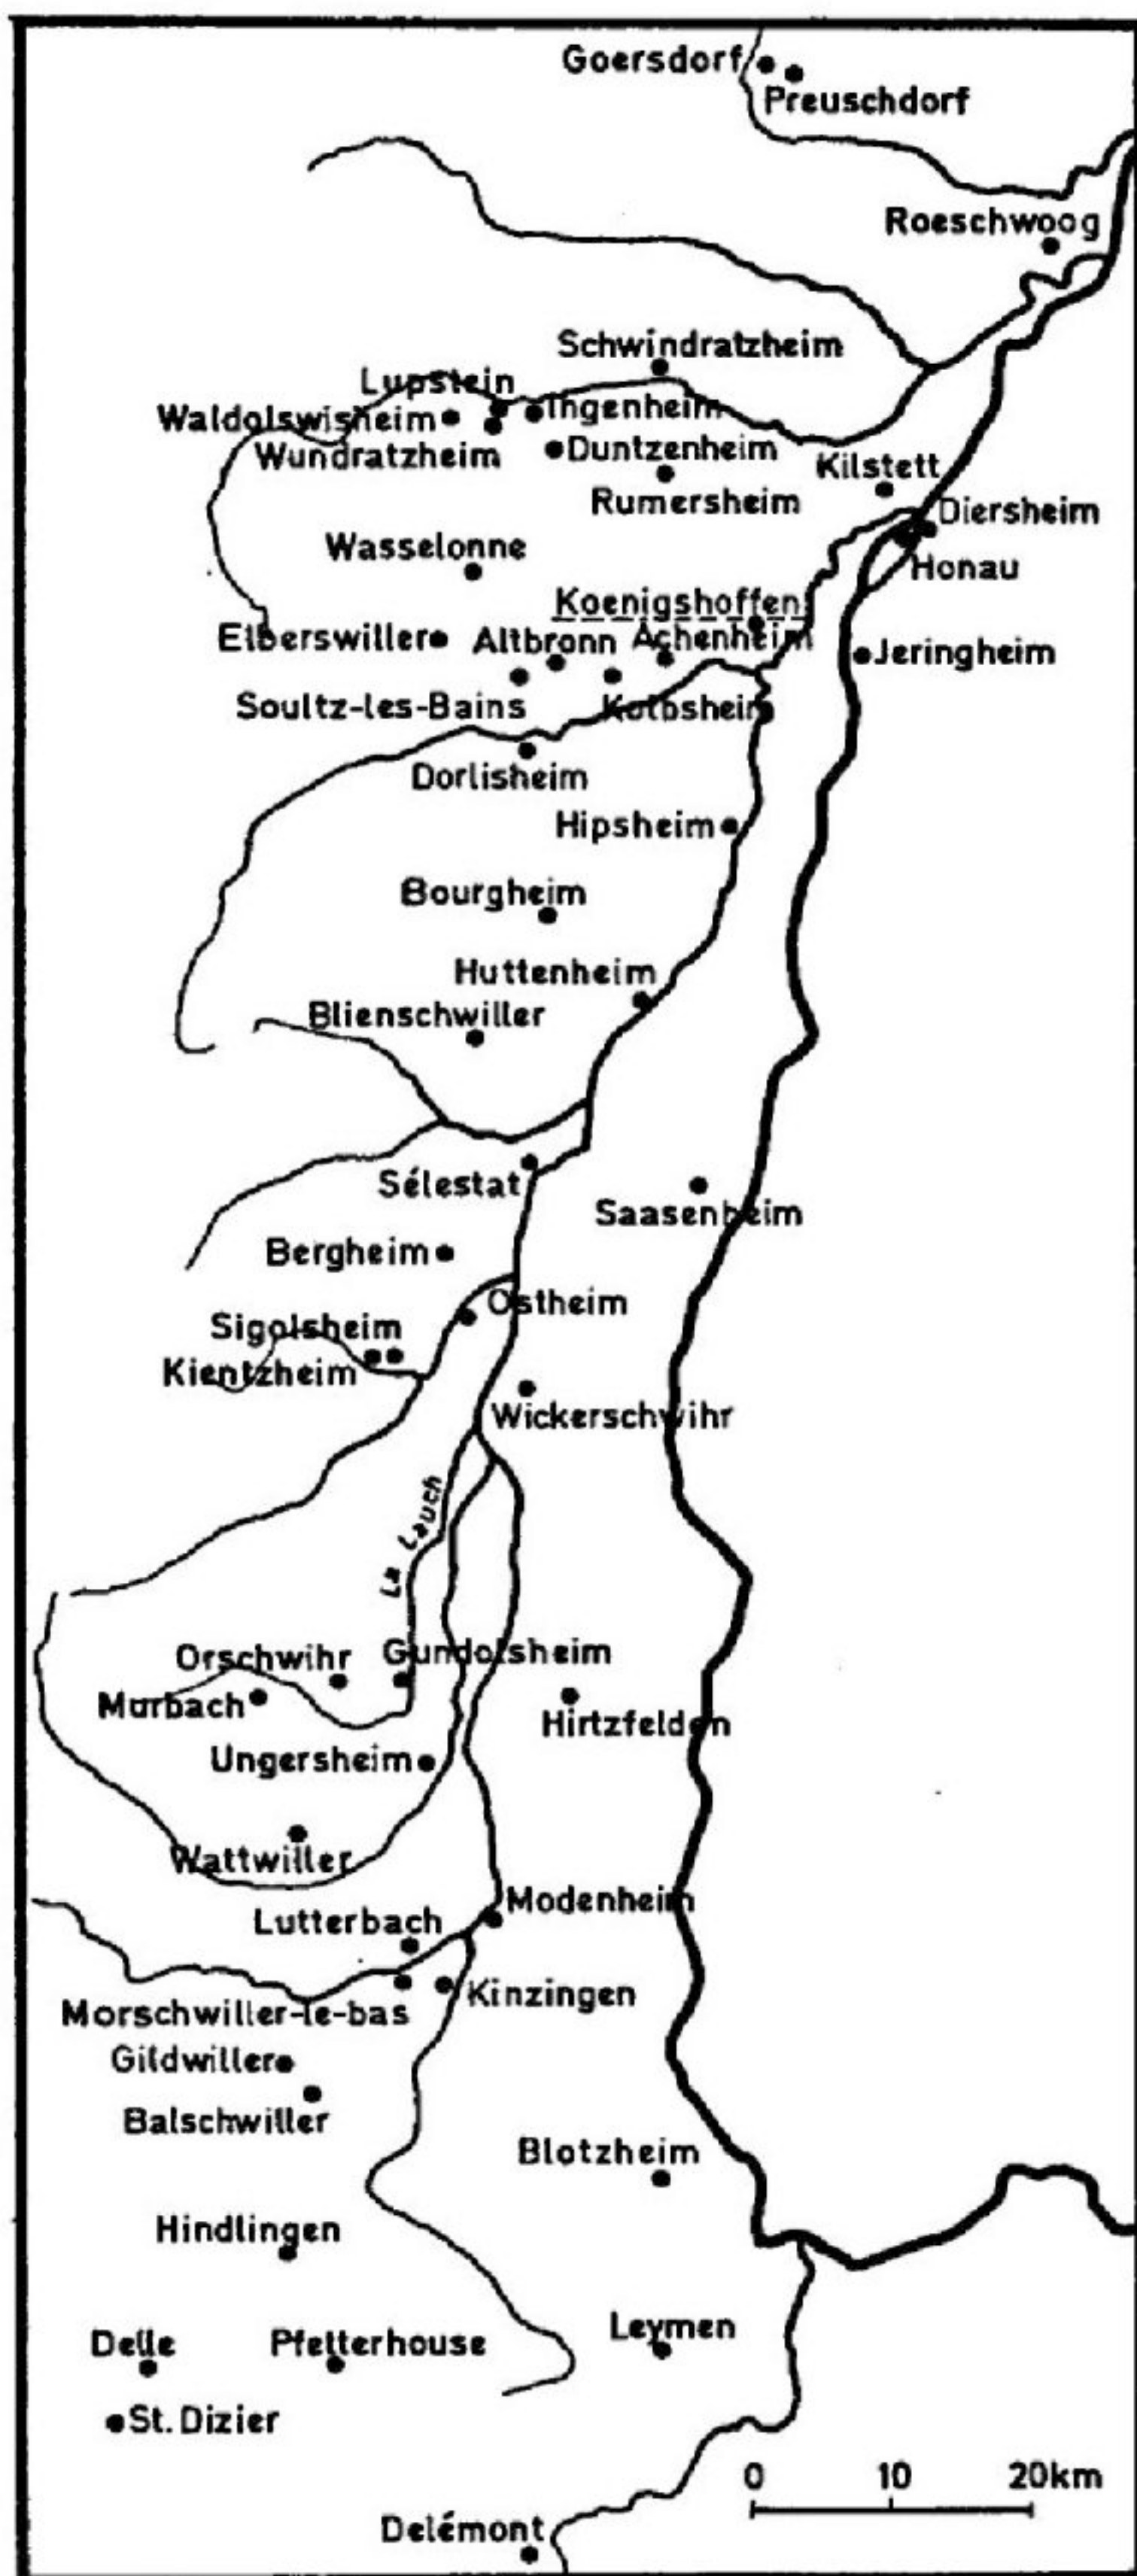 Goersdorf
Preuschdorf
Roeschwoog
Schwindratzheim
Lupstein
Ingenheim
Waldolswisheim
Wundratzheim
Duntzenheim
Kilstett
Rumersheim
Diersheim
Wasselonne
Honau
Koenigshoffen
Elberswiller
Altbronn
Achenheim
Jeringheim
Soultz-les-Bains
Kolbsheim
Dorlisheim
Hipsheim
Bourgheim
Huttenheim
Blienschwiller
Sélestat
Saasenheim
Bergheim
Ostheim
Sigolsheim
Kientzheim
Wickerschwihr
La Lauch
Orschwihr
Gundolsheim
Murbach
Hirtzfelden
Ungersheim
Wattwiller
Modenheim
Lutterbach
Kinzingen
Morschwiller-le-bas
Gildwiller
Balschwiller
Blotzheim
Hindlingen
Leymen
Delle
Pfetterhouse
St. Dizier
0 10 20km
Delémont